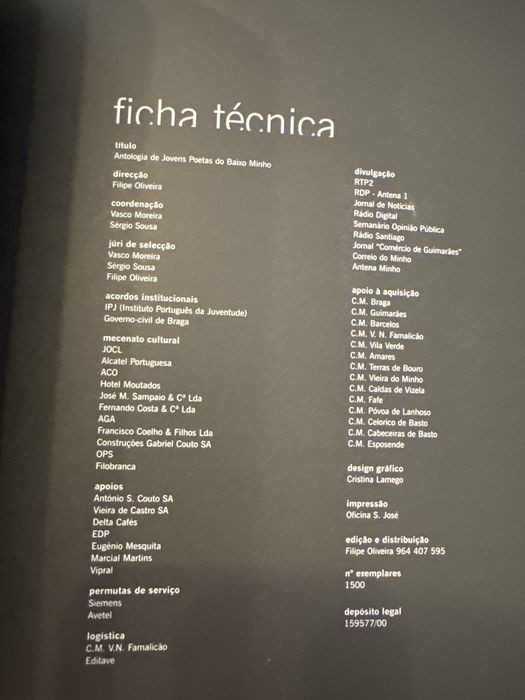 ficha técnica
título
Antologia de Jovens Poetas do Baixo Minho
direcção
Filipe Oliveira
coordenação
Vasco Moreira
Sérgio Sousa
júri de selecção
Vasco Moreira
Sérgio Sousa
Filipe Oliveira
acordos institucionais
IPJ (Instituto Português da Juventude)
Governo-civil de Braga
mecenato cultural
JOCL
Alcatel Portuguesa
ACO
Hotel Moutados
José M. Sampaio & Cª Lda
Fernando Costa & Cª Lda
AGA
Francisco Coelho & Filhos Lda
Construções Gabriel Couto SA
OPS
Filobranca
apoios
António S. Couto SA
Vieira de Castro SA
Delta Cafés
EDP
Eugénio Mesquita
Marcial Martins
Vipral
permutas de serviço
Siemens
Avetel
logística
C.M. V.N. Famalicão
Editave
divulgação
RTP2
RDP - Antena 1
Jornal de Notícias
Rádio Digital
Semanário Opinião Pública
Rádio Santiago
Jornal "Comércio de Guimarães"
Correio do Minho
Antena Minho
apoio à aquisição
C.M. Braga
C.M. Guimarães
C.M. Barcelos
C.M. V. N. Famalicão
C.M. Vila Verde
C.M. Amares
C.M. Terras de Bouro
C.M. Vieira do Minho
C.M. Caldas de Vizela
C.M. Fafe
C.M. Póvoa de Lanhoso
C.M. Celorico de Basto
C.M. Cabeceiras de Basto
C.M. Esposende
design gráfico
Cristina Lamego
impressão
Oficina S. José
edição e distribuição
Filipe Oliveira 964 407 595
nº exemplares
1500
depósito legal
159577/00